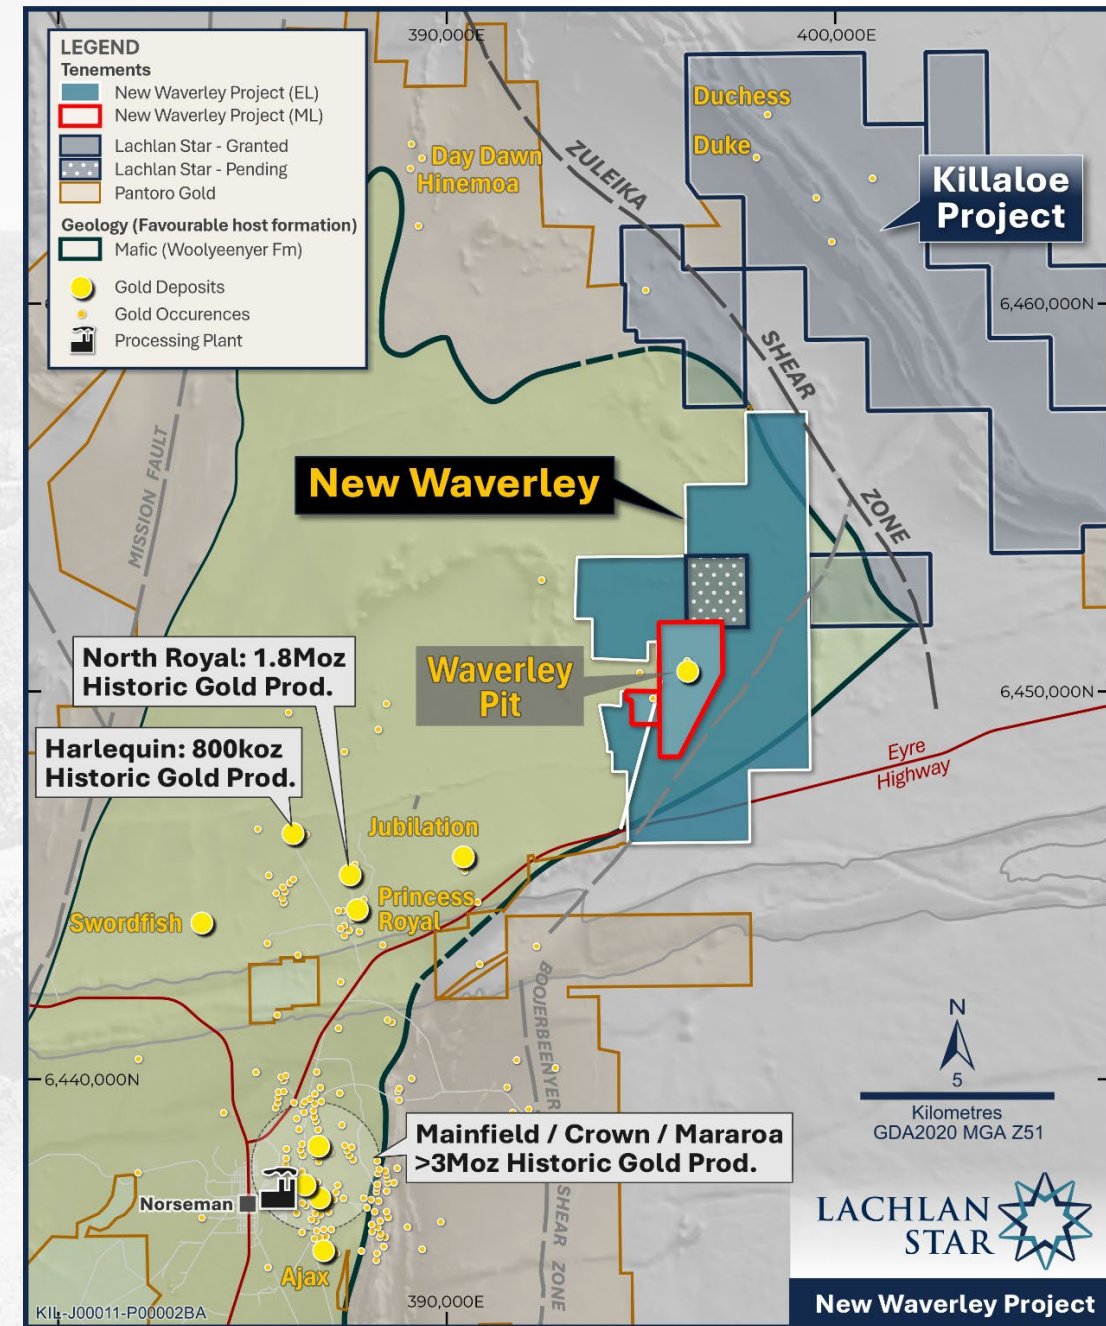 390,000E
400,000E
LEGEND
Tenements
New Waverley Project (EL)
New Waverley Project (ML)
Lachlan Star - Granted
Lachlan Star - Pending
Pantoro Gold
Geology (Favourable host formation)
Mafic (Woolyeenyer Fm)
Gold Deposits
Gold Occurences
Processing Plant
Day Dawn
Hinemoa
ZULEIKA
SHEAR
ZONE
Duchess
Duke
Killaloe
Project
6,460,000N
MISSION FAULT
New Waverley
Waverley
Pit
North Royal: 1.8Moz
Historic Gold Prod.
Harlequin: 800koz
Historic Gold Prod.
6,450,000N
Eyre
Highway
Jubilation
Princess
Royal
Swordfish
BOOJERBEENYER
SHEAR ZONE
6,440,000N
Mainfield / Crown / Mararoa
>3Moz Historic Gold Prod.
Norseman
Ajax
N
5
Kilometres
GDA2020 MGA Z51
LACHLAN
STAR
KIL-J00011-P00002BA
390,000E
New Waverley Project